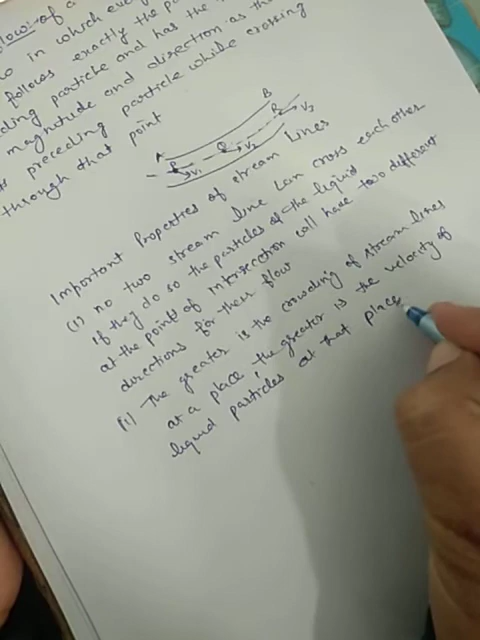 flow:- of a
in which eve
follows exactly the pa
ding particle and has the
magnitude and direction as th
preceding particle while crossing
through that point
A B
P Q R
V₁ V₂ V₃
Important Properties of stream lines
(i) no two stream line can cross each other
if they do so the particles of the liquid
at the point of intersection will have two different
directions for their flow
(ii) The greater is the crowding of stream lines
at a place, the greater is the velocity of
liquid particles at that place